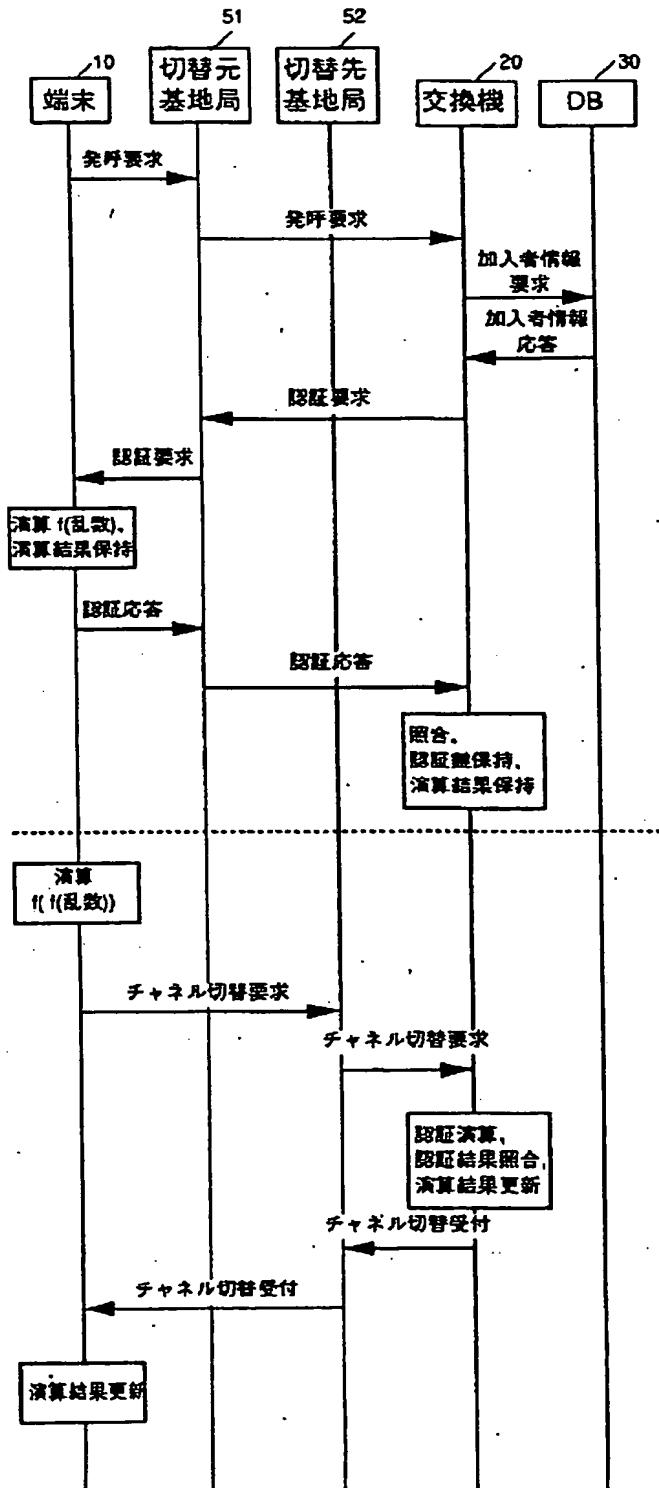 10
51
52
20
30
端末
切替元
基地局
切替先
基地局
交換機
DB
発呼要求
発呼要求
加入者情報
要求
加入者情報
応答
認証要求
認証要求
演算 f(乱数)、
演算結果保持
認証応答
認証応答
照合、
認証鍵保持、
演算結果保持
演算
f( f(乱数))
チャネル切替要求
チャネル切替要求
認証演算、
認証結果照合、
演算結果更新
チャネル切替受付
チャネル切替受付
演算結果更新